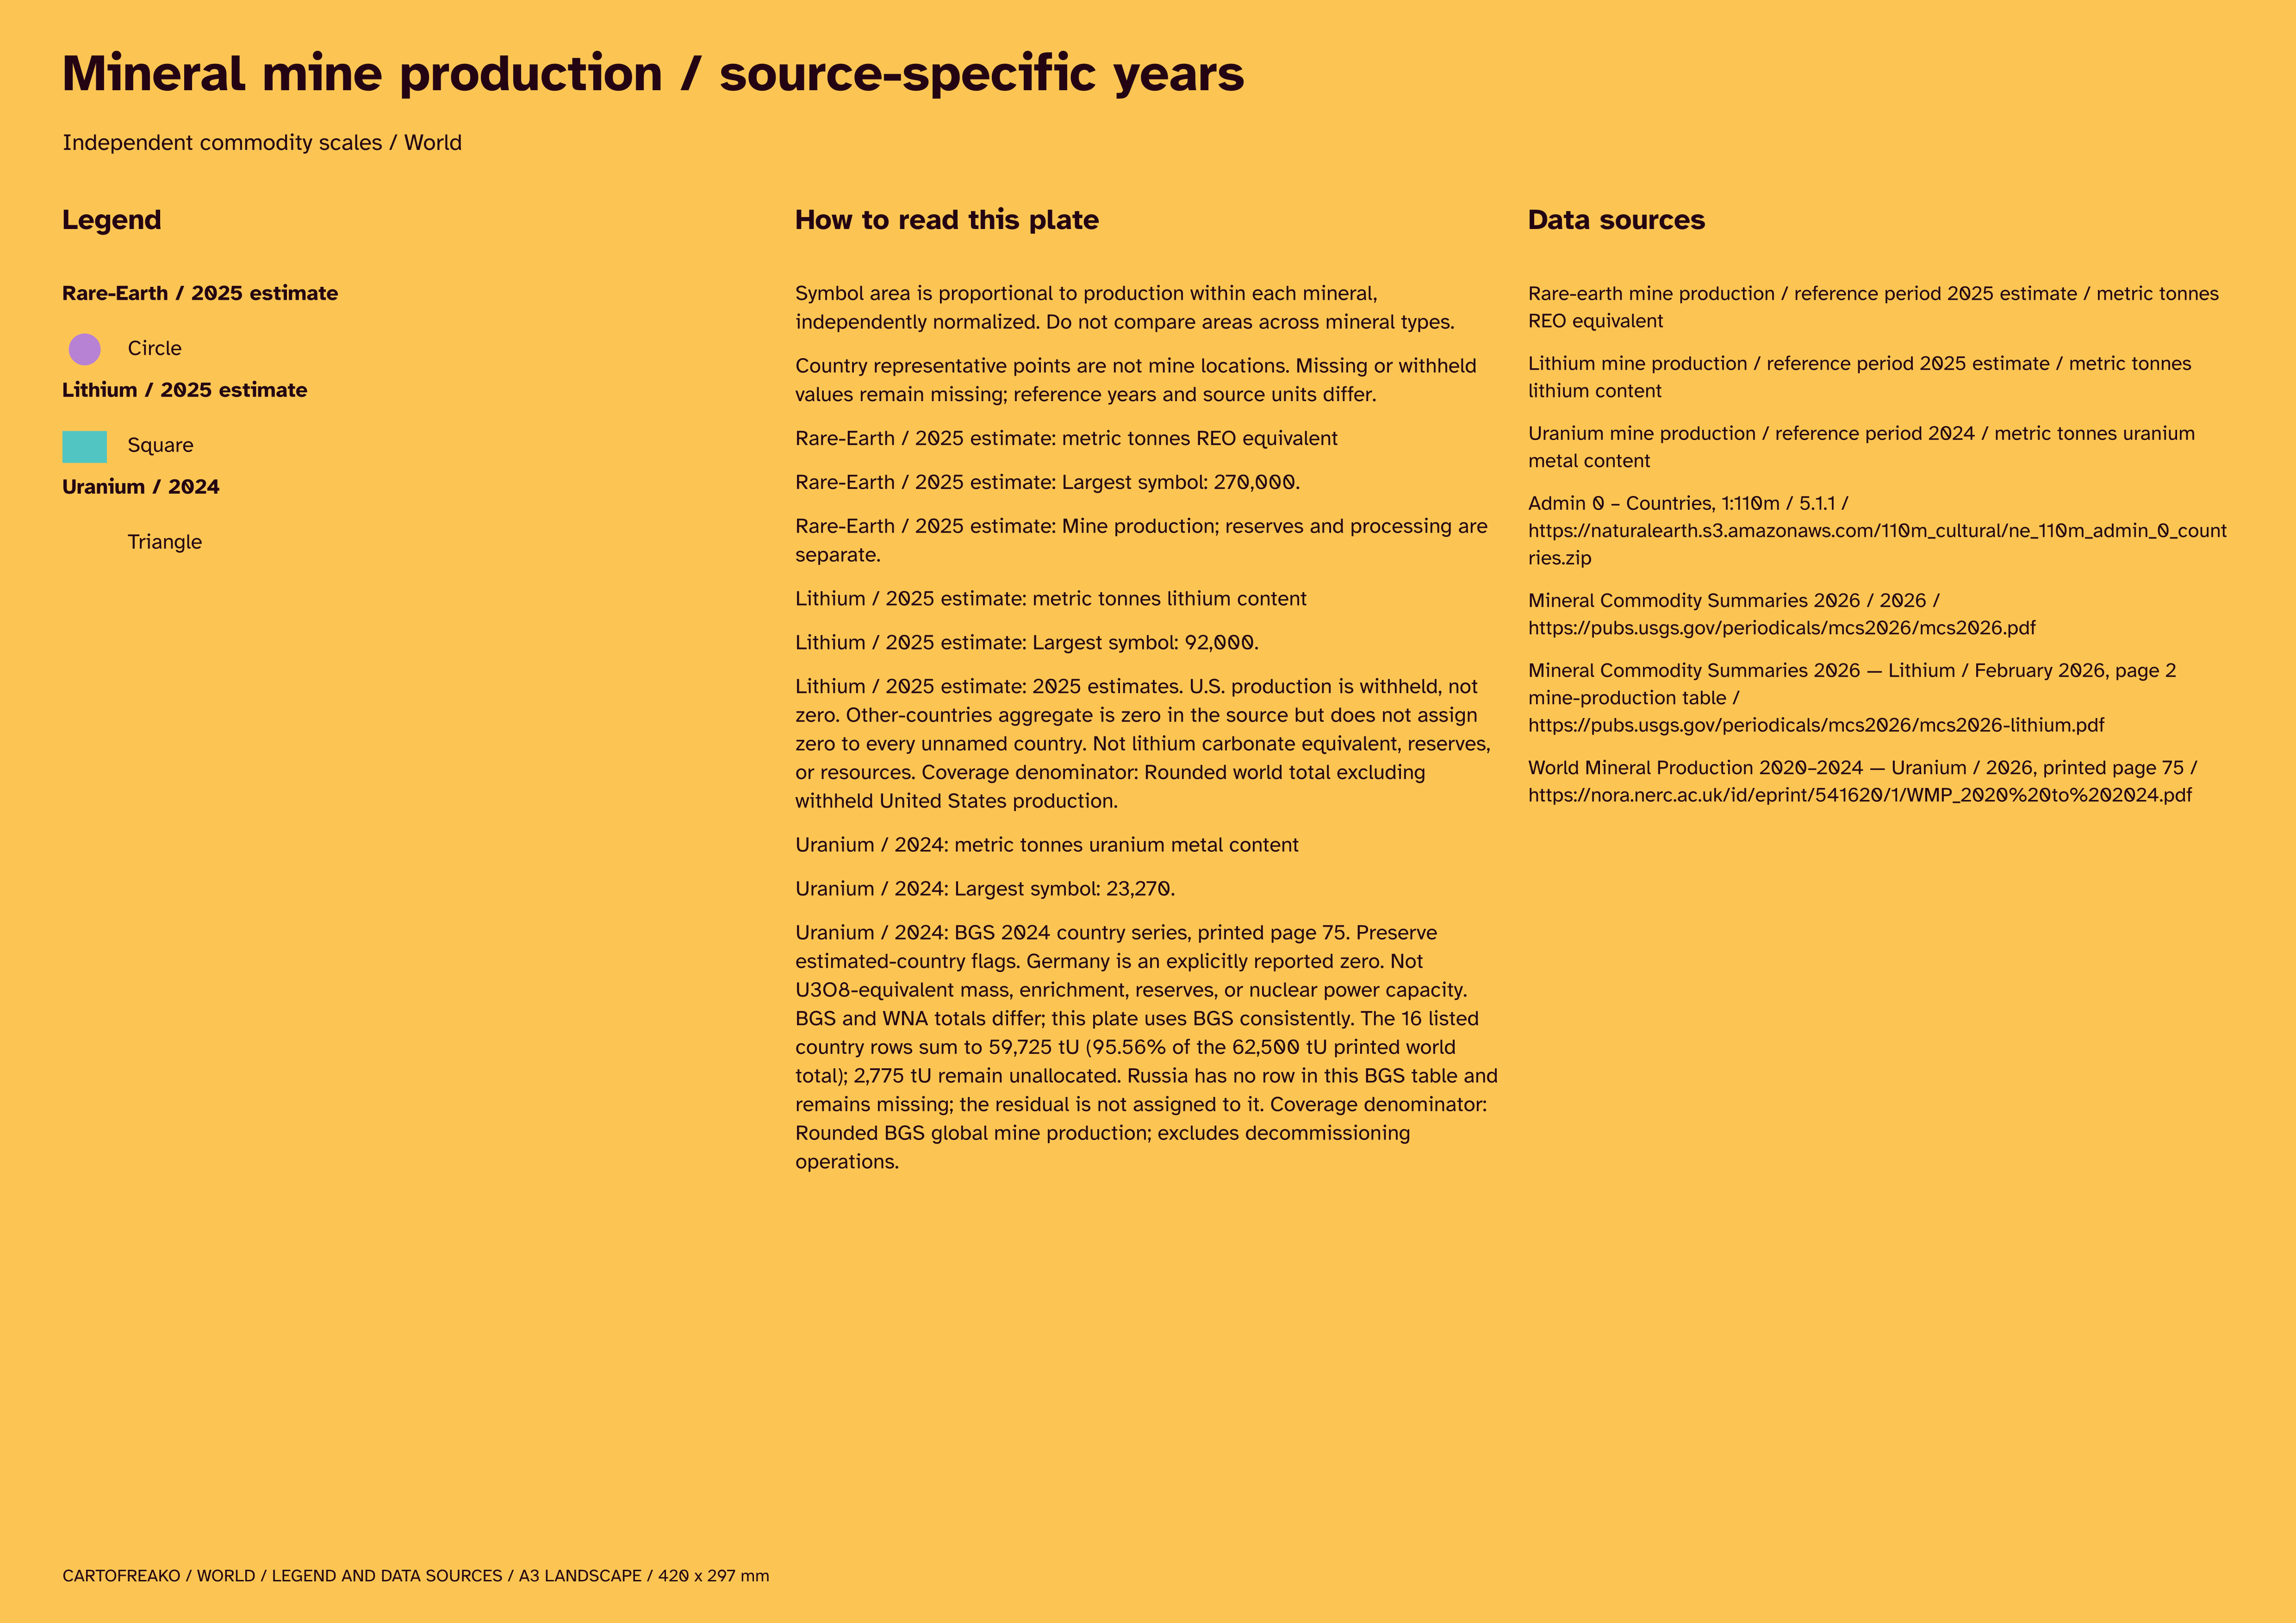 Mineral mine production / source-specific years
Independent commodity scales / World
Legend
Rare-Earth / 2025 estimate
Circle
Lithium / 2025 estimate
Square
Uranium / 2024
Triangle
How to read this plate
Symbol area is proportional to production within each mineral,
independently normalized. Do not compare areas across mineral types.
Country representative points are not mine locations. Missing or withheld
values remain missing; reference years and source units differ.
Rare-Earth / 2025 estimate: metric tonnes REO equivalent
Rare-Earth / 2025 estimate: Largest symbol: 270,000.
Rare-Earth / 2025 estimate: Mine production; reserves and processing are
separate.
Lithium / 2025 estimate: metric tonnes lithium content
Lithium / 2025 estimate: Largest symbol: 92,000.
Lithium / 2025 estimate: 2025 estimates. U.S. production is withheld, not
zero. Other-countries aggregate is zero in the source but does not assign
zero to every unnamed country. Not lithium carbonate equivalent, reserves,
or resources. Coverage denominator: Rounded world total excluding
withheld United States production.
Uranium / 2024: metric tonnes uranium metal content
Uranium / 2024: Largest symbol: 23,270.
Uranium / 2024: BGS 2024 country series, printed page 75. Preserve
estimated-country flags. Germany is an explicitly reported zero. Not
U3O8-equivalent mass, enrichment, reserves, or nuclear power capacity.
BGS and WNA totals differ; this plate uses BGS consistently. The 16 listed
country rows sum to 59,725 tU (95.56% of the 62,500 tU printed world
total); 2,775 tU remain unallocated. Russia has no row in this BGS table and
remains missing; the residual is not assigned to it. Coverage denominator:
Rounded BGS global mine production; excludes decommissioning
operations.
Data sources
Rare-earth mine production / reference period 2025 estimate / metric tonnes
REO equivalent
Lithium mine production / reference period 2025 estimate / metric tonnes
lithium content
Uranium mine production / reference period 2024 / metric tonnes uranium
metal content
Admin 0 – Countries, 1:110m / 5.1.1 /
https://naturalearth.s3.amazonaws.com/110m_cultural/ne_110m_admin_0_count
ries.zip
Mineral Commodity Summaries 2026 / 2026 /
https://pubs.usgs.gov/periodicals/mcs2026/mcs2026.pdf
Mineral Commodity Summaries 2026 — Lithium / February 2026, page 2
mine-production table /
https://pubs.usgs.gov/periodicals/mcs2026/mcs2026-lithium.pdf
World Mineral Production 2020–2024 — Uranium / 2026, printed page 75 /
https://nora.nerc.ac.uk/id/eprint/541620/1/WMP_2020%20to%202024.pdf
CARTOFREAKO / WORLD / LEGEND AND DATA SOURCES / A3 LANDSCAPE / 420 x 297 mm